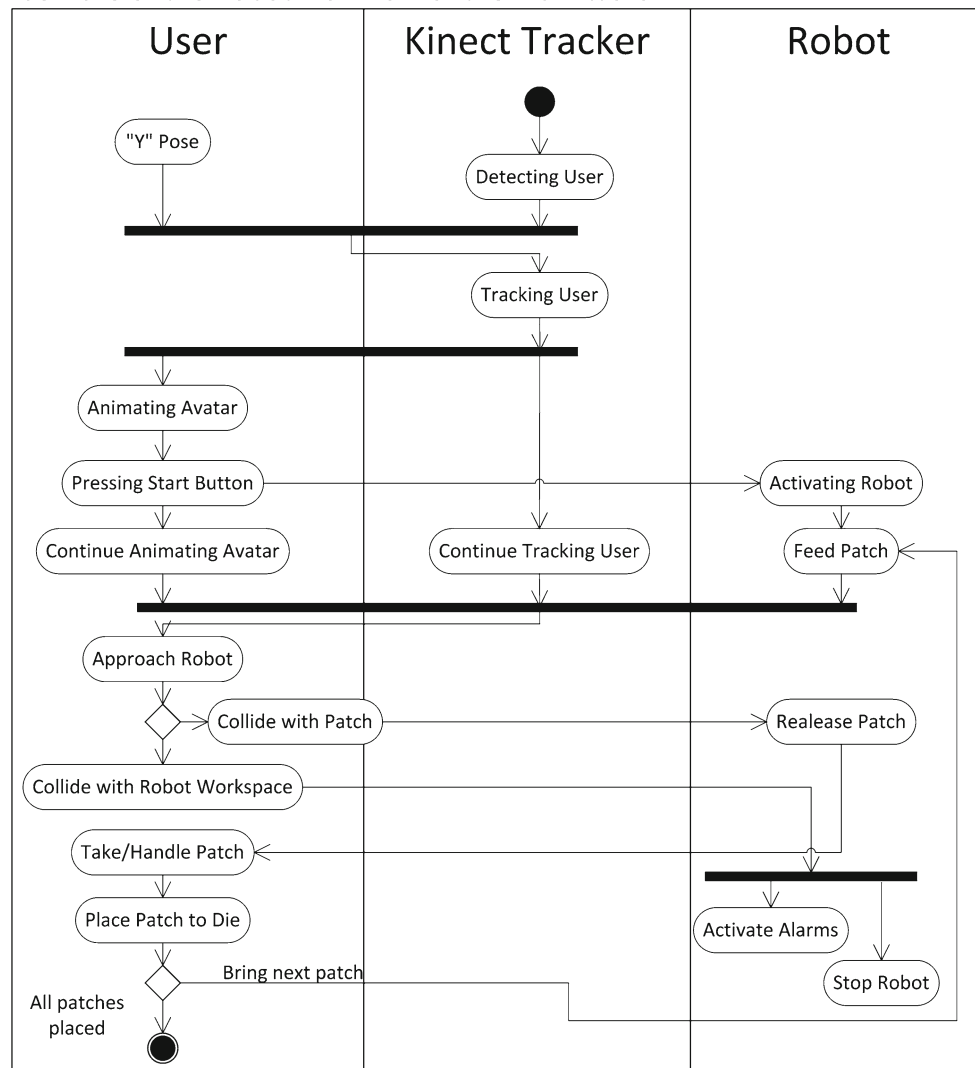 User
Kinect Tracker
Robot
"Y" Pose
Detecting User
Tracking User
Animating Avatar
Pressing Start Button
Activating Robot
Continue Animating Avatar
Continue Tracking User
Feed Patch
Approach Robot
Collide with Patch
Realease Patch
Collide with Robot Workspace
Take/Handle Patch
Place Patch to Die
Activate Alarms
Bring next patch
Stop Robot
All patches
placed